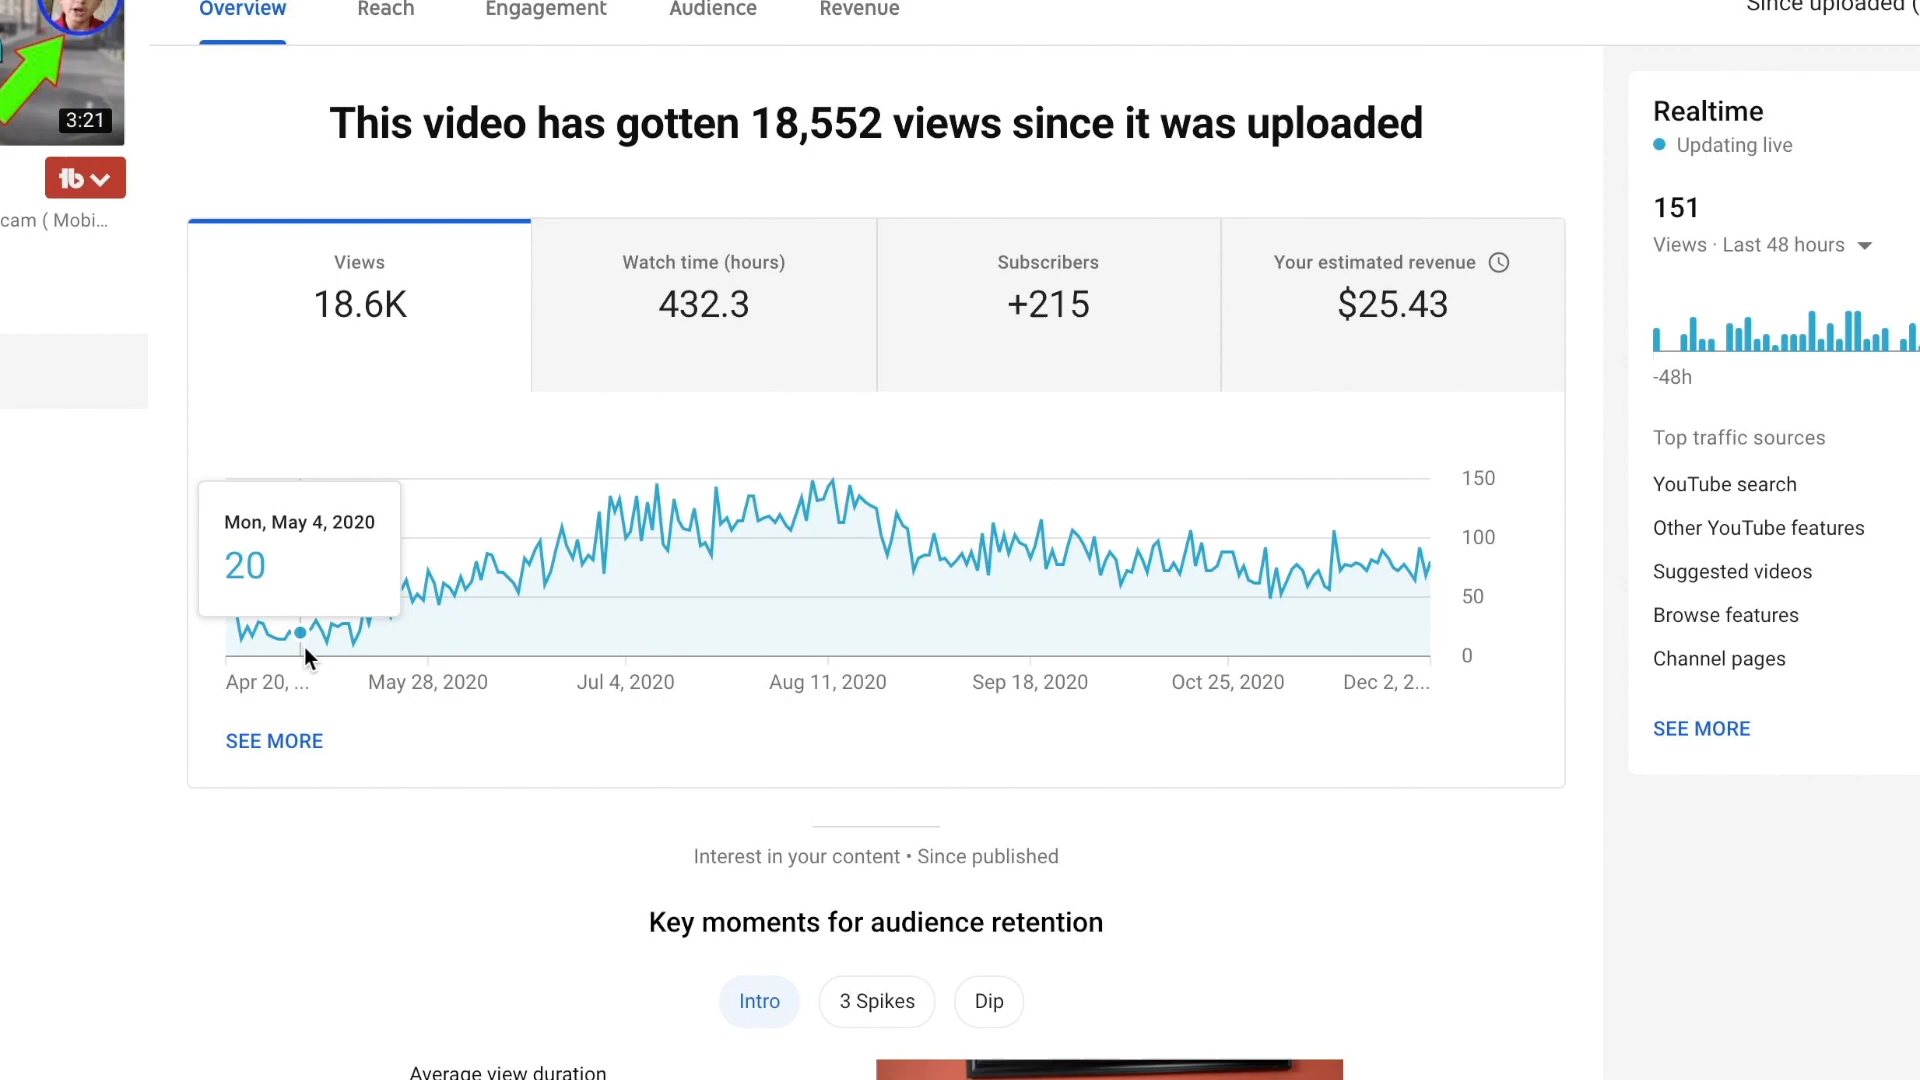 Overview Reach Engagement Audience Revenue
Since uploaded (
3:21
cam ( Mobi...
This video has gotten 18,552 views since it was uploaded
Views
18.6K
Watch time (hours)
432.3
Subscribers
+215
Your estimated revenue
$25.43
Mon, May 4, 2020
20
150
100
50
0
Apr 20, ... May 28, 2020 Jul 4, 2020 Aug 11, 2020 Sep 18, 2020 Oct 25, 2020 Dec 2, 2...
SEE MORE
Interest in your content • Since published
Key moments for audience retention
Intro 3 Spikes Dip
Average view duration
Realtime
Updating live
151
Views · Last 48 hours
-48h
Top traffic sources
YouTube search
Other YouTube features
Suggested videos
Browse features
Channel pages
SEE MORE